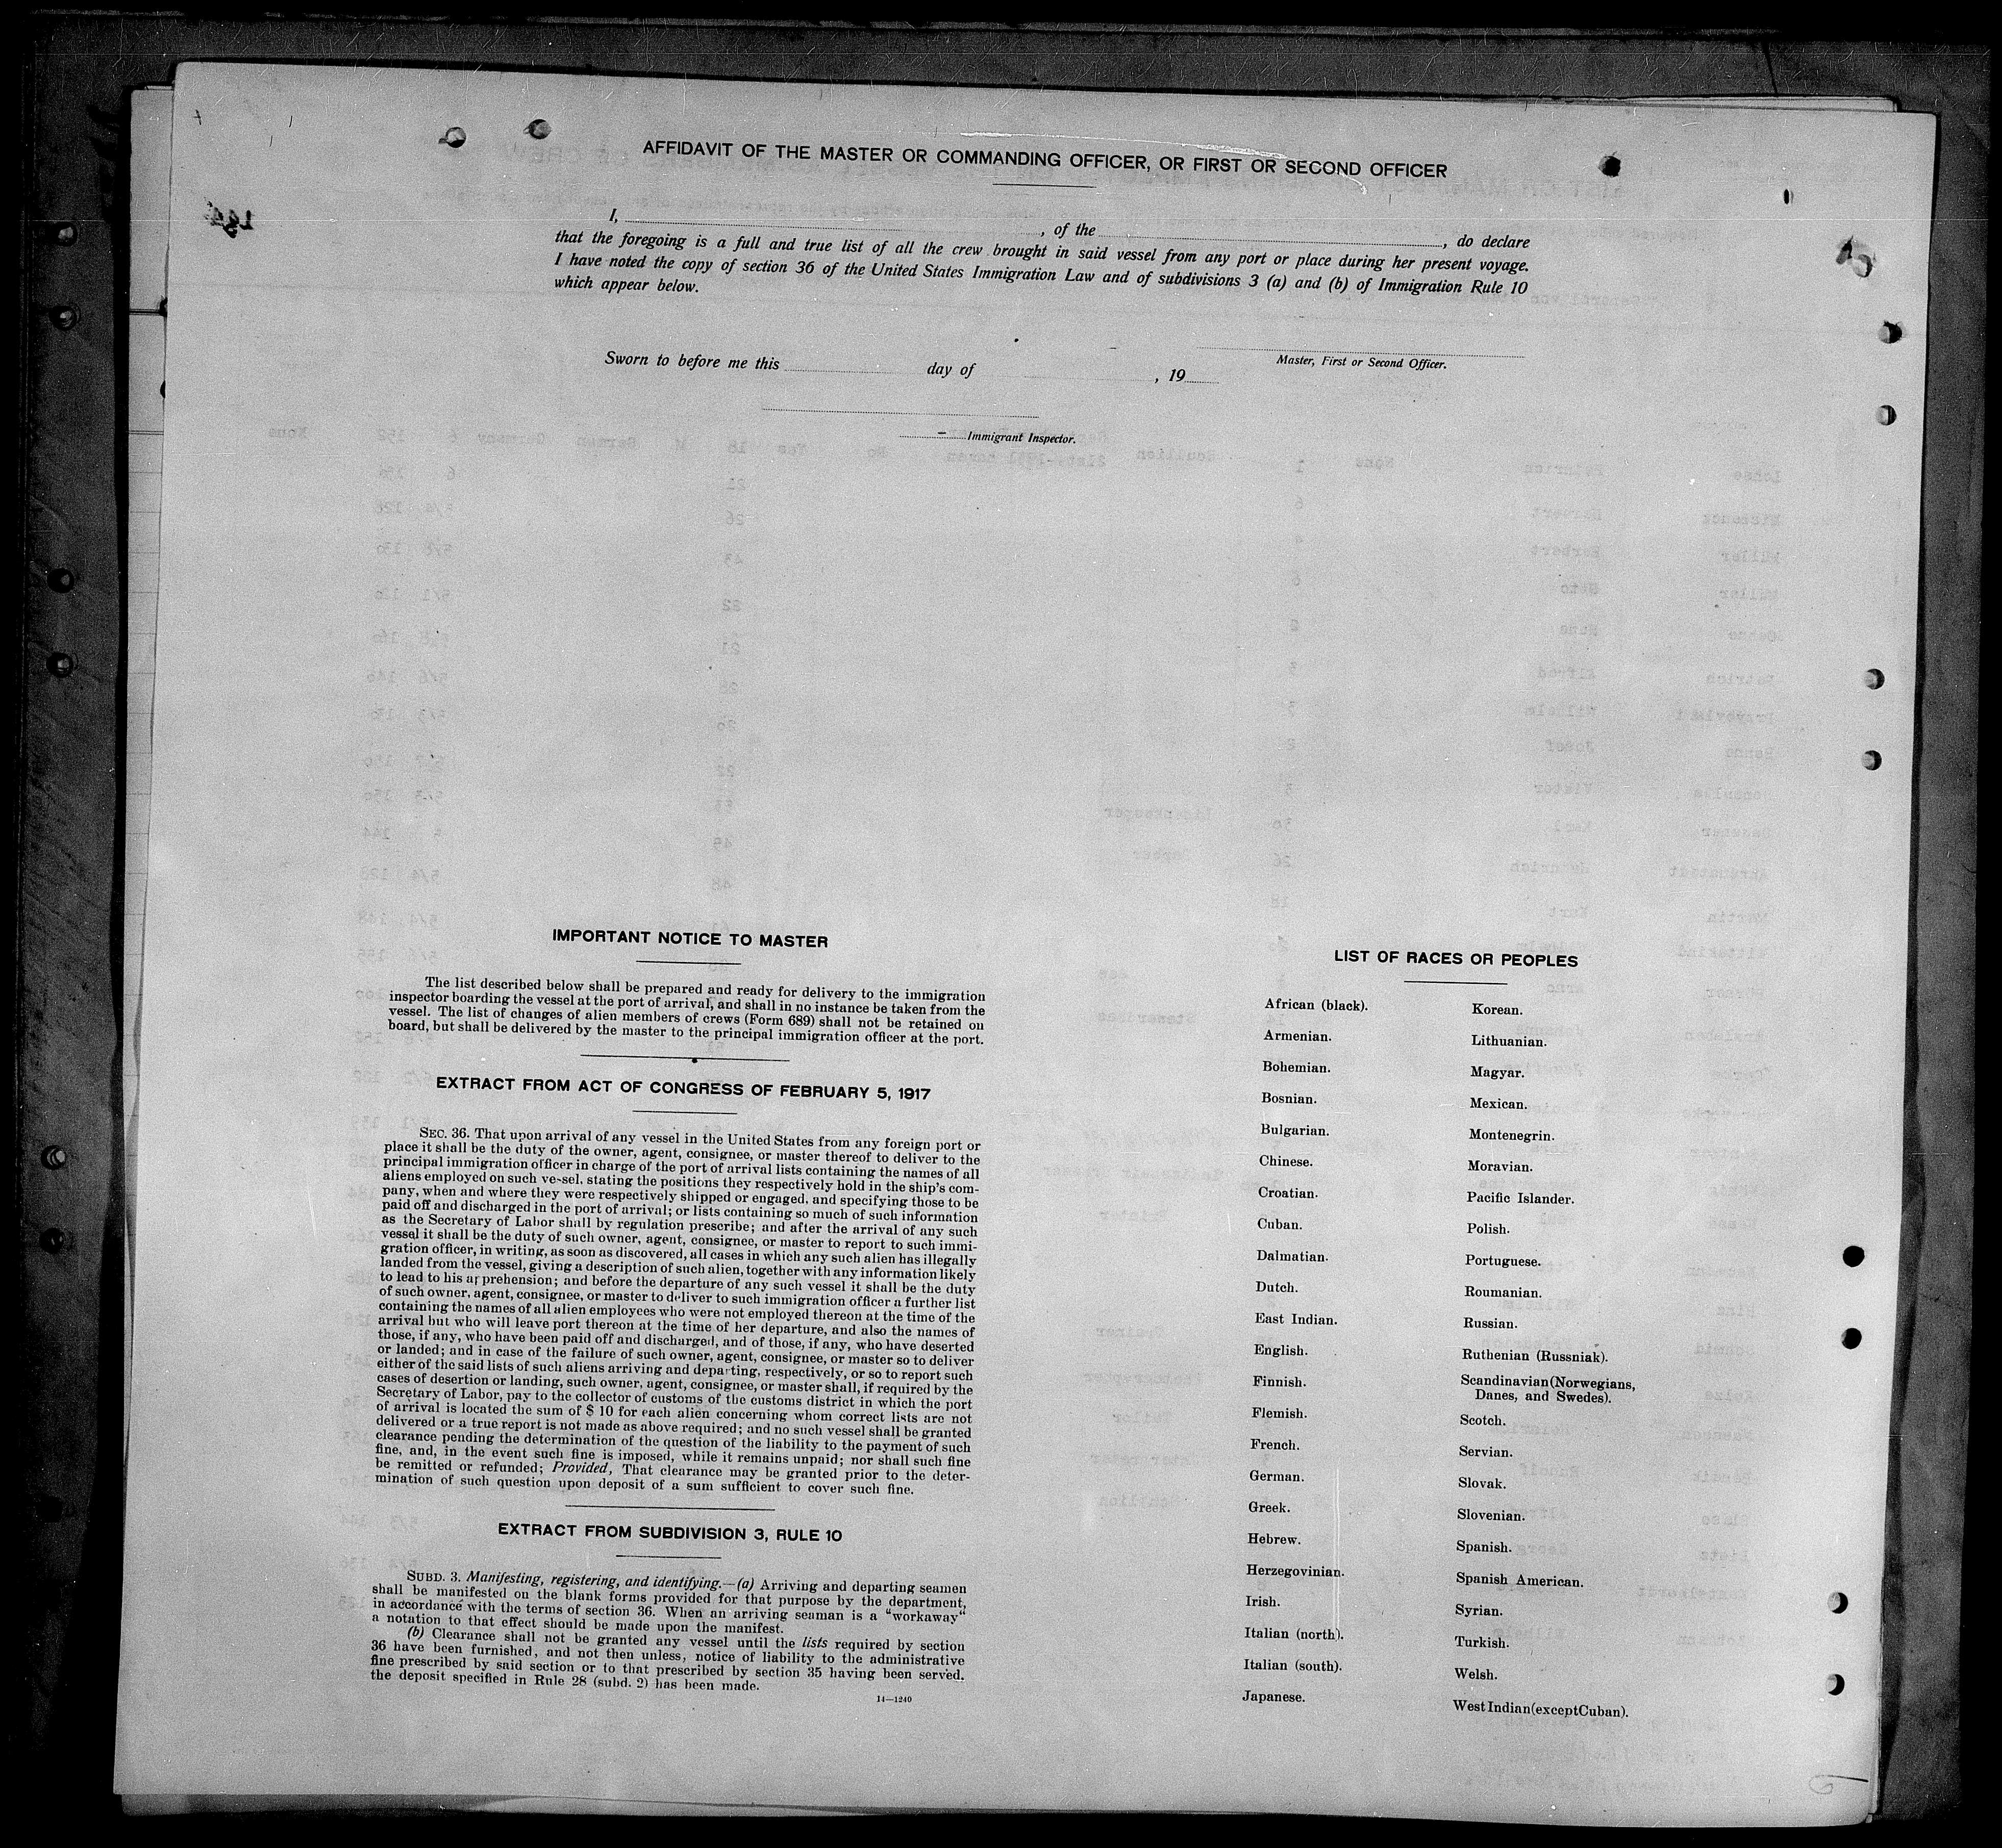 AFFIDAVIT OF THE MASTER OR COMMANDING OFFICER, OR FIRST OR SECOND OFFICER
I, , of the , do declare
that the foregoing is a full and true list of all the crew brought in said vessel from any port or place during her present voyage.
I have noted the copy of section 36 of the United States Immigration Law and of subdivisions 3 (a) and (b) of Immigration Rule 10
which appear below.
Master, First or Second Officer.
Sworn to before me this day of , 19
Immigrant Inspector.
IMPORTANT NOTICE TO MASTER
The list described below shall be prepared and ready for delivery to the immigration
inspector boarding the vessel at the port of arrival, and shall in no instance be taken from the
vessel. The list of changes of alien members of crews (Form 689) shall not be retained on
board, but shall be delivered by the master to the principal immigration officer at the port.
EXTRACT FROM ACT OF CONGRESS OF FEBRUARY 5, 1917
SEC. 36. That upon arrival of any vessel in the United States from any foreign port or
place it shall be the duty of the owner, agent, consignee, or master thereof to deliver to the
principal immigration officer in charge of the port of arrival lists containing the names of all
aliens employed on such vessel, stating the positions they respectively hold in the ship's com-
pany, when and where they were respectively shipped or engaged, and specifying those to be
paid off and discharged in the port of arrival; or lists containing so much of such information
as the Secretary of Labor shall by regulation prescribe; and after the arrival of any such
vessel it shall be the duty of such owner, agent, consignee, or master to report to such immi-
gration officer, in writing, as soon as discovered, all cases in which any such alien has illegally
landed from the vessel, giving a description of such alien, together with any information likely
to lead to his apprehension; and before the departure of any such vessel it shall be the duty
of such owner, agent, consignee, or master to deliver to such immigration officer a further list
containing the names of all alien employees who were not employed thereon at the time of the
arrival but who will leave port thereon at the time of her departure, and also the names of
those, if any, who have been paid off and discharged, and of those, if any, who have deserted
or landed; and in case of the failure of such owner, agent, consignee, or master so to deliver
either of the said lists of such aliens arriving and departing, respectively, or so to report such
cases of desertion or landing, such owner, agent, consignee, or master shall, if required by the
Secretary of Labor, pay to the collector of customs of the customs district in which the port
of arrival is located the sum of $ 10 for each alien concerning whom correct lists are not
delivered or a true report is not made as above required; and no such vessel shall be granted
clearance pending the determination of the question of the liability to the payment of such
fine, and, in the event such fine is imposed, while it remains unpaid; nor shall such fine
be remitted or refunded; Provided, That clearance may be granted prior to the deter-
mination of such question upon deposit of a sum sufficient to cover such fine.
EXTRACT FROM SUBDIVISION 3, RULE 10
SUBD. 3. Manifesting, registering, and identifying.—(a) Arriving and departing seamen
shall be manifested on the blank forms provided for that purpose by the department,
in accordance with the terms of section 36. When an arriving seaman is a "workaway"
a notation to that effect should be made upon the manifest.
(b) Clearance shall not be granted any vessel until the lists required by section
36 have been furnished, and not then unless, notice of liability to the administrative
fine prescribed by said section or to that prescribed by section 35 having been served,
the deposit specified in Rule 28 (subd. 2) has been made.
14—1240
LIST OF RACES OR PEOPLES
African (black).
Armenian.
Bohemian.
Bosnian.
Bulgarian.
Chinese.
Croatian.
Cuban.
Dalmatian.
Dutch.
East Indian.
English.
Finnish.
Flemish.
French.
German.
Greek.
Hebrew.
Herzegovinian.
Irish.
Italian (north).
Italian (south).
Japanese.
Korean.
Lithuanian.
Magyar.
Mexican.
Montenegrin.
Moravian.
Pacific Islander.
Polish.
Portuguese.
Roumanian.
Russian.
Ruthenian (Russniak).
Scandinavian (Norwegians,
Danes, and Swedes).
Scotch.
Servian.
Slovak.
Slovenian.
Spanish.
Spanish American.
Syrian.
Turkish.
Welsh.
West Indian (except Cuban).